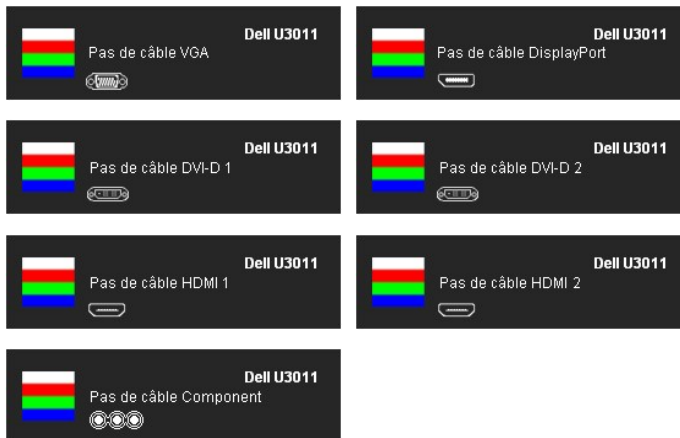 Dell U3011
Pas de câble VGA
Dell U3011
Pas de câble DisplayPort
Dell U3011
Pas de câble DVI-D 1
Dell U3011
Pas de câble DVI-D 2
Dell U3011
Pas de câble HDMI 1
Dell U3011
Pas de câble HDMI 2
Dell U3011
Pas de câble Component